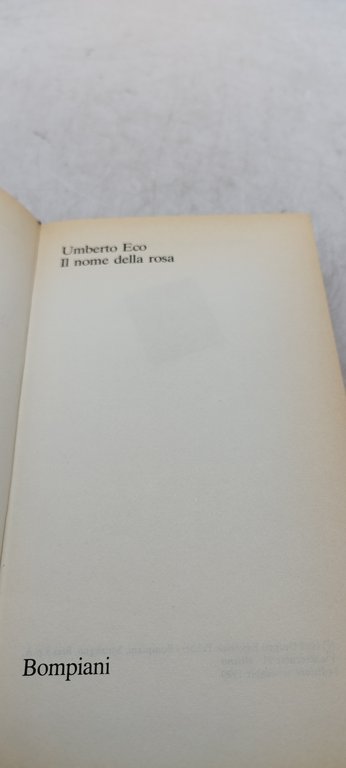 Umberto Eco
Il nome della rosa
Bompiani